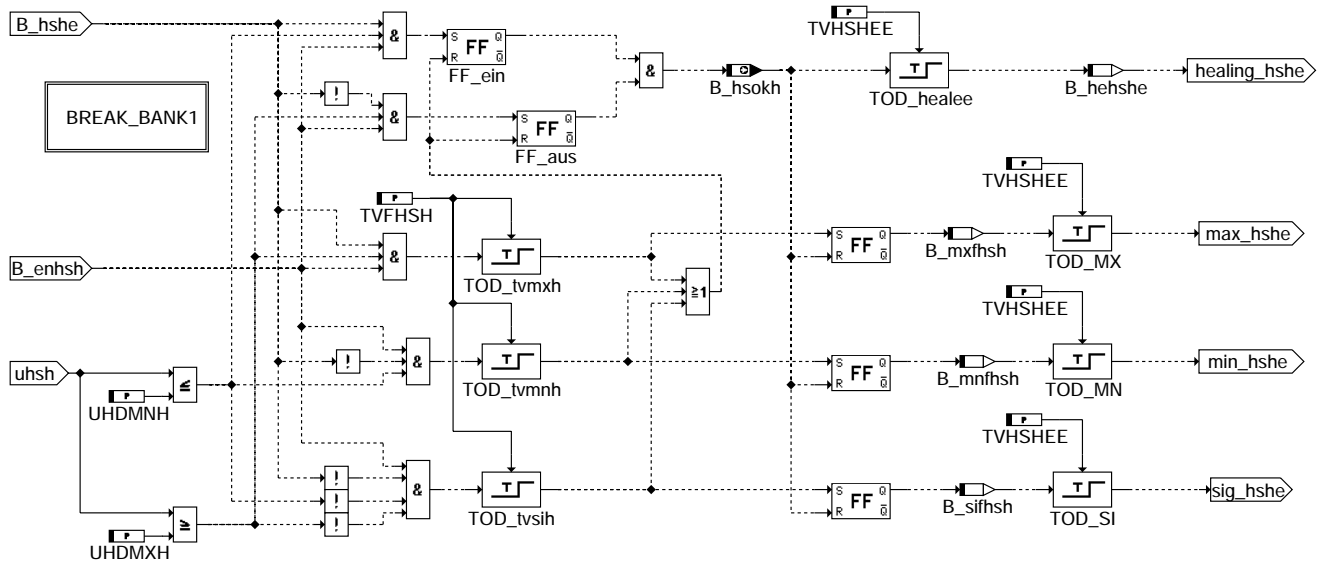 B_hshe
BREAK_BANK1
B_enhsh
uhsh
P
UHDMNH
P
UHDMXH
≤
≥
!
!
!
!
!
&
&
&
&
&
P
TVFHSH
S Q
FF
R Q̅
FF_ein
S Q
FF
R Q̅
FF_aus
T
TOD_tvmxh
T
TOD_tvmnh
T
TOD_tvsih
≥1
&
B_hsokh
P
TVHSHEE
T
TOD_healee
B_hehshe
healing_hshe
S Q
FF
R Q̅
B_mxfhsh
P
TVHSHEE
T
TOD_MX
max_hshe
S Q
FF
R Q̅
B_mnfhsh
P
TVHSHEE
T
TOD_MN
min_hshe
S Q
FF
R Q̅
B_sifhsh
P
TVHSHEE
T
TOD_SI
sig_hshe